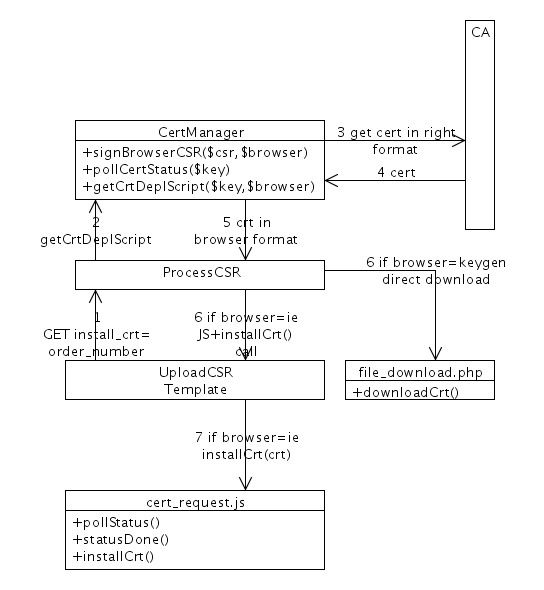 CA
CertManager
3 get cert in right
format
+signBrowserCSR($csr,$browser)
+pollCertStatus($key)
+getCrtDeplScript($key,$browser)
4 cert
2
getCrtDeplScript
5 crt in
browser format
ProcessCSR
6 if browser=keygen
direct download
1
GET install_crt=
order_number
6 if browser=ie
JS+installCrt()
call
UploadCSR
Template
file_download.php
+downloadCrt()
7 if browser=ie
installCrt(crt)
cert_request.js
+pollStatus()
+statusDone()
+installCrt()